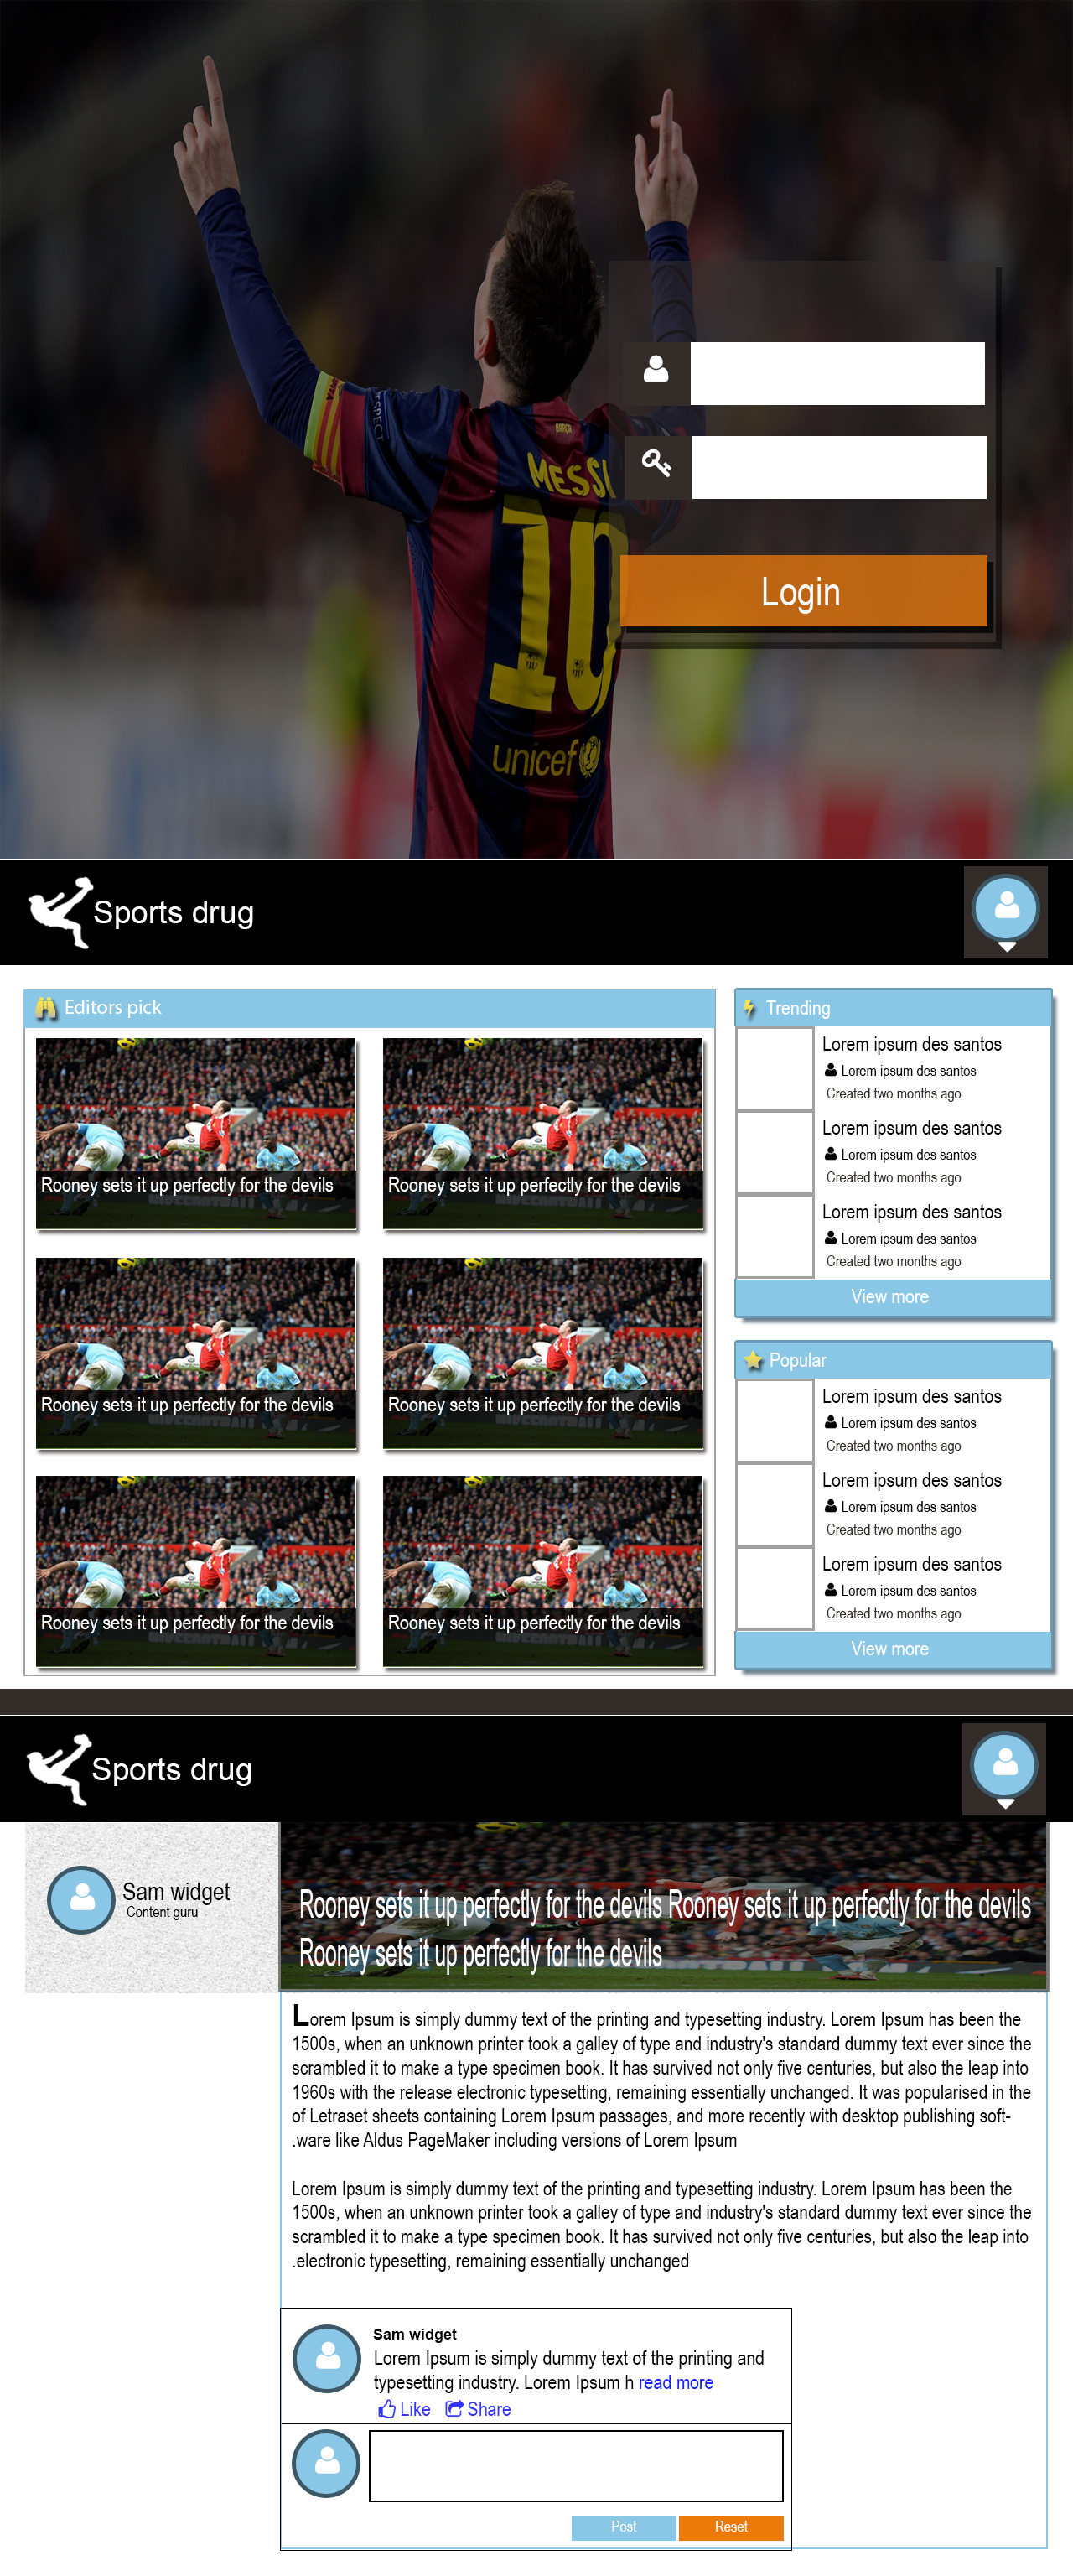 RESPECT
BARÇA
MESSI
10
unicef
Login
Sports drug
Editors pick
Rooney sets it up perfectly for the devils
Rooney sets it up perfectly for the devils
Rooney sets it up perfectly for the devils
Rooney sets it up perfectly for the devils
Rooney sets it up perfectly for the devils
Rooney sets it up perfectly for the devils
Trending
Lorem ipsum des santos
Lorem ipsum des santos
Created two months ago
Lorem ipsum des santos
Lorem ipsum des santos
Created two months ago
Lorem ipsum des santos
Lorem ipsum des santos
Created two months ago
View more
Popular
Lorem ipsum des santos
Lorem ipsum des santos
Created two months ago
Lorem ipsum des santos
Lorem ipsum des santos
Created two months ago
Lorem ipsum des santos
Lorem ipsum des santos
Created two months ago
View more
Sports drug
Sam widget
Content guru
Rooney sets it up perfectly for the devils Rooney sets it up perfectly for the devils
Rooney sets it up perfectly for the devils
Lorem Ipsum is simply dummy text of the printing and typesetting industry. Lorem Ipsum has been the
1500s, when an unknown printer took a galley of type and industry's standard dummy text ever since the
scrambled it to make a type specimen book. It has survived not only five centuries, but also the leap into
1960s with the release electronic typesetting, remaining essentially unchanged. It was popularised in the
of Letraset sheets containing Lorem Ipsum passages, and more recently with desktop publishing soft-
.ware like Aldus PageMaker including versions of Lorem Ipsum
Lorem Ipsum is simply dummy text of the printing and typesetting industry. Lorem Ipsum has been the
1500s, when an unknown printer took a galley of type and industry's standard dummy text ever since the
scrambled it to make a type specimen book. It has survived not only five centuries, but also the leap into
.electronic typesetting, remaining essentially unchanged
Sam widget
Lorem Ipsum is simply dummy text of the printing and
typesetting industry. Lorem Ipsum h read more
Like Share
Post Reset